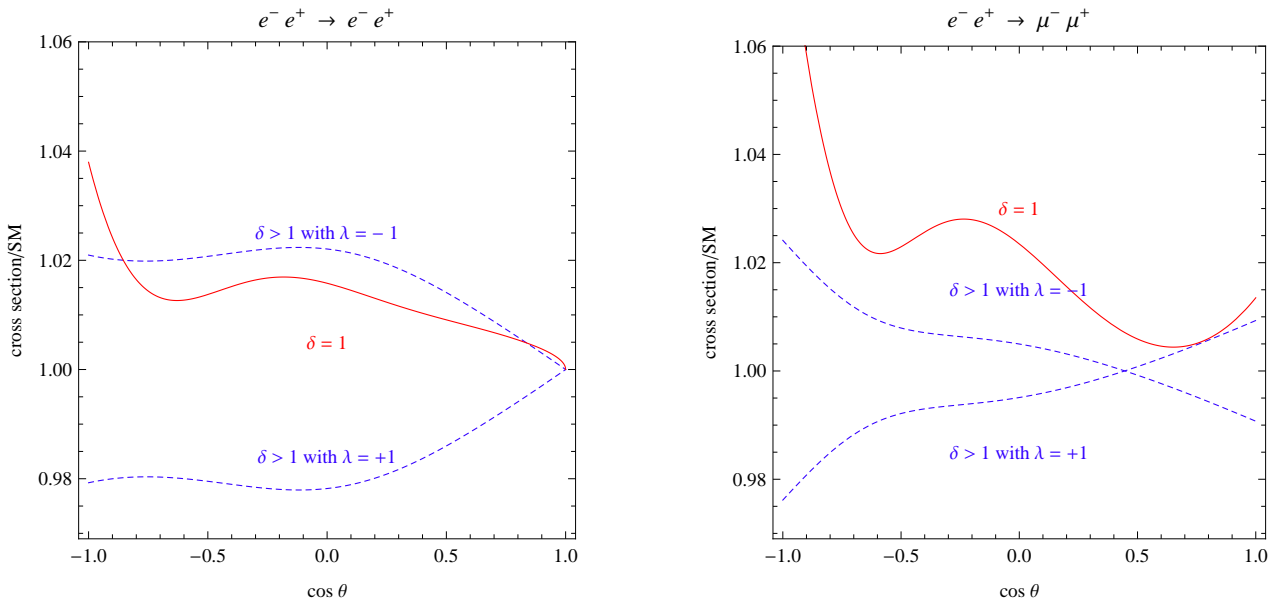 e⁻ e⁺ → e⁻ e⁺
1.06
1.04
1.02
1.00
0.98
cross section/SM
δ > 1 with λ = − 1
δ = 1
δ > 1 with λ = +1
−1.0 −0.5 0.0 0.5 1.0
cos θ
e⁻ e⁺ → μ⁻ μ⁺
1.06
1.04
1.02
1.00
0.98
cross section/SM
δ = 1
δ > 1 with λ = −1
δ > 1 with λ = +1
−1.0 −0.5 0.0 0.5 1.0
cos θ